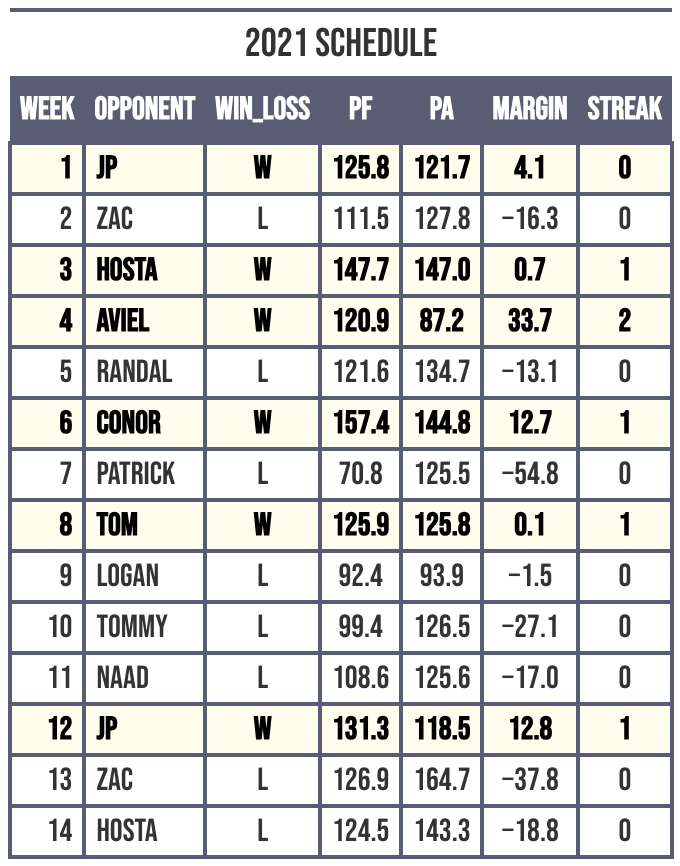 2021 SCHEDULE
WEEK OPPONENT WIN_LOSS PF PA MARGIN STREAK
1 JP W 125.8 121.7 4.1 0
2 ZAC L 111.5 127.8 −16.3 0
3 HOSTA W 147.7 147.0 0.7 1
4 AVIEL W 120.9 87.2 33.7 2
5 RANDAL L 121.6 134.7 −13.1 0
6 CONOR W 157.4 144.8 12.7 1
7 PATRICK L 70.8 125.5 −54.8 0
8 TOM W 125.9 125.8 0.1 1
9 LOGAN L 92.4 93.9 −1.5 0
10 TOMMY L 99.4 126.5 −27.1 0
11 NAAD L 108.6 125.6 −17.0 0
12 JP W 131.3 118.5 12.8 1
13 ZAC L 126.9 164.7 −37.8 0
14 HOSTA L 124.5 143.3 −18.8 0